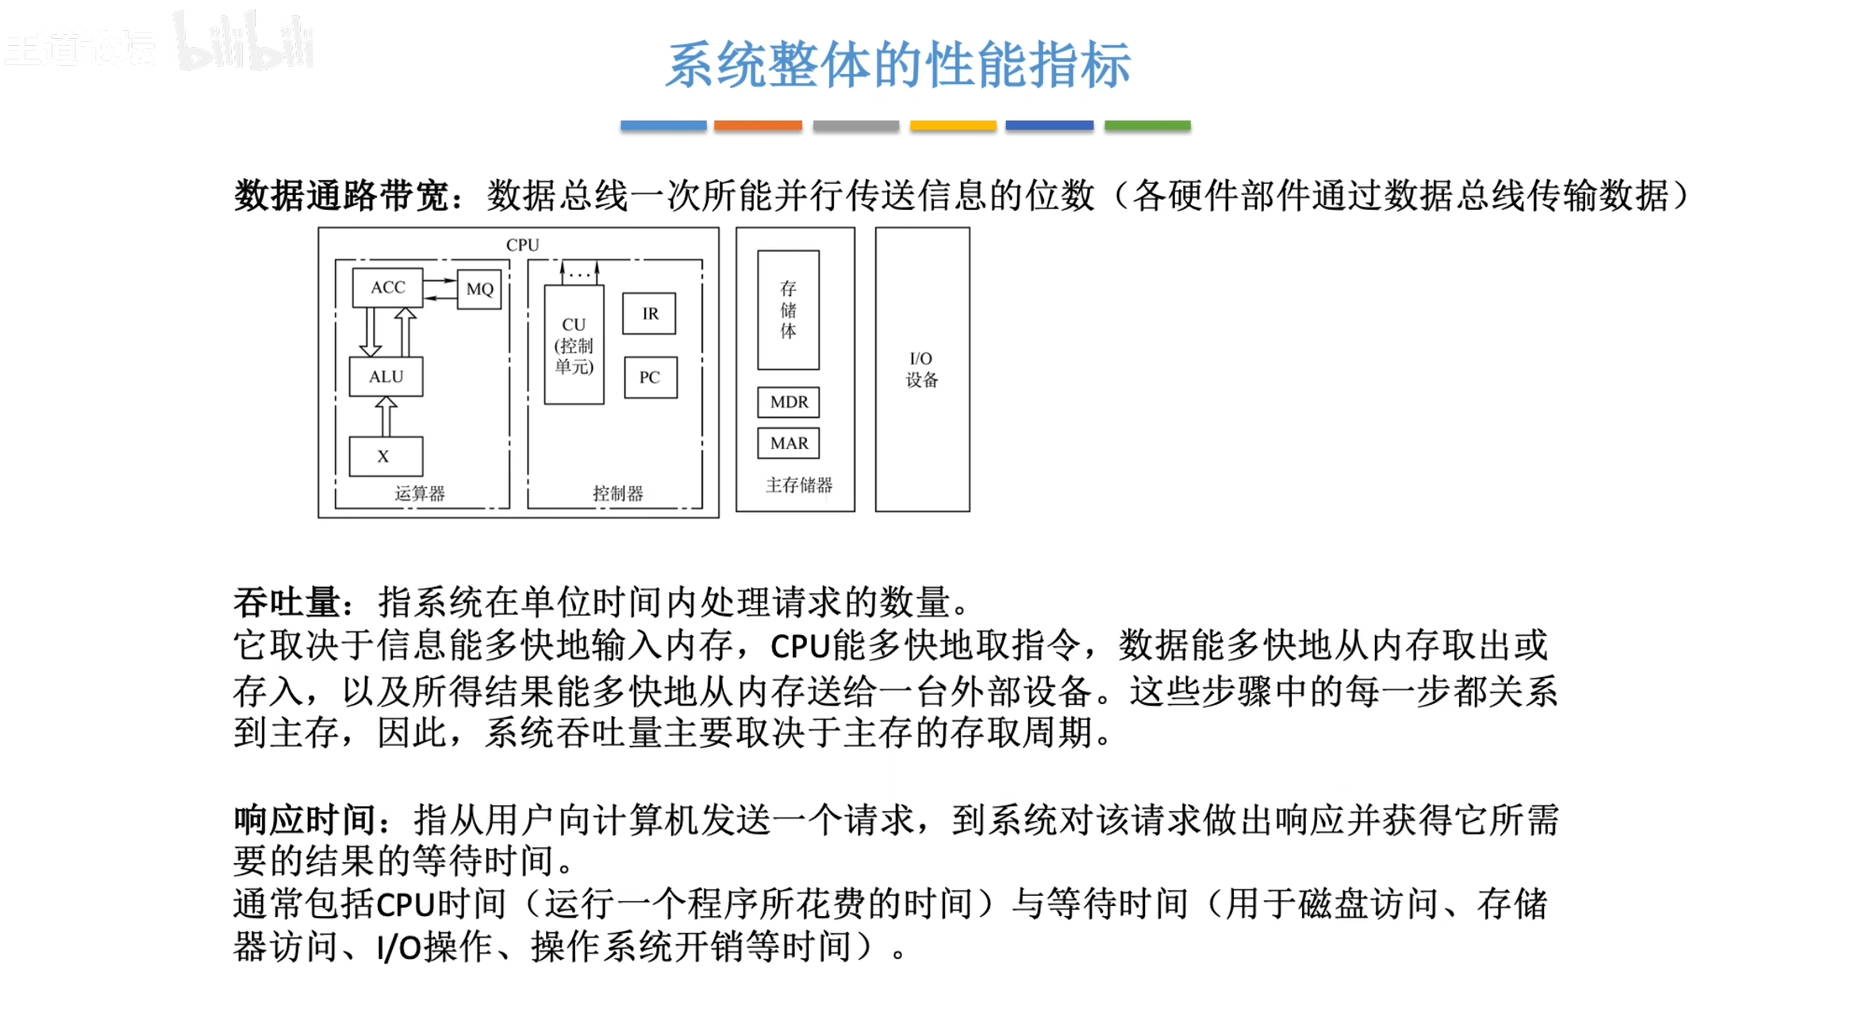 王道论坛 bilibili
系统整体的性能指标
数据通路带宽：数据总线一次所能并行传送信息的位数（各硬件部件通过数据总线传输数据）
CPU
ACC
MQ
ALU
X
运算器
...
CU
(控制
单元)
IR
PC
控制器
存
储
体
MDR
MAR
主存储器
I/O
设备
吞吐量：指系统在单位时间内处理请求的数量。
它取决于信息能多快地输入内存，CPU能多快地取指令，数据能多快地从内存取出或
存入，以及所得结果能多快地从内存送给一台外部设备。这些步骤中的每一步都关系
到主存，因此，系统吞吐量主要取决于主存的存取周期。
响应时间：指从用户向计算机发送一个请求，到系统对该请求做出响应并获得它所需
要的结果的等待时间。
通常包括CPU时间（运行一个程序所花费的时间）与等待时间（用于磁盘访问、存储
器访问、I/O操作、操作系统开销等时间）。